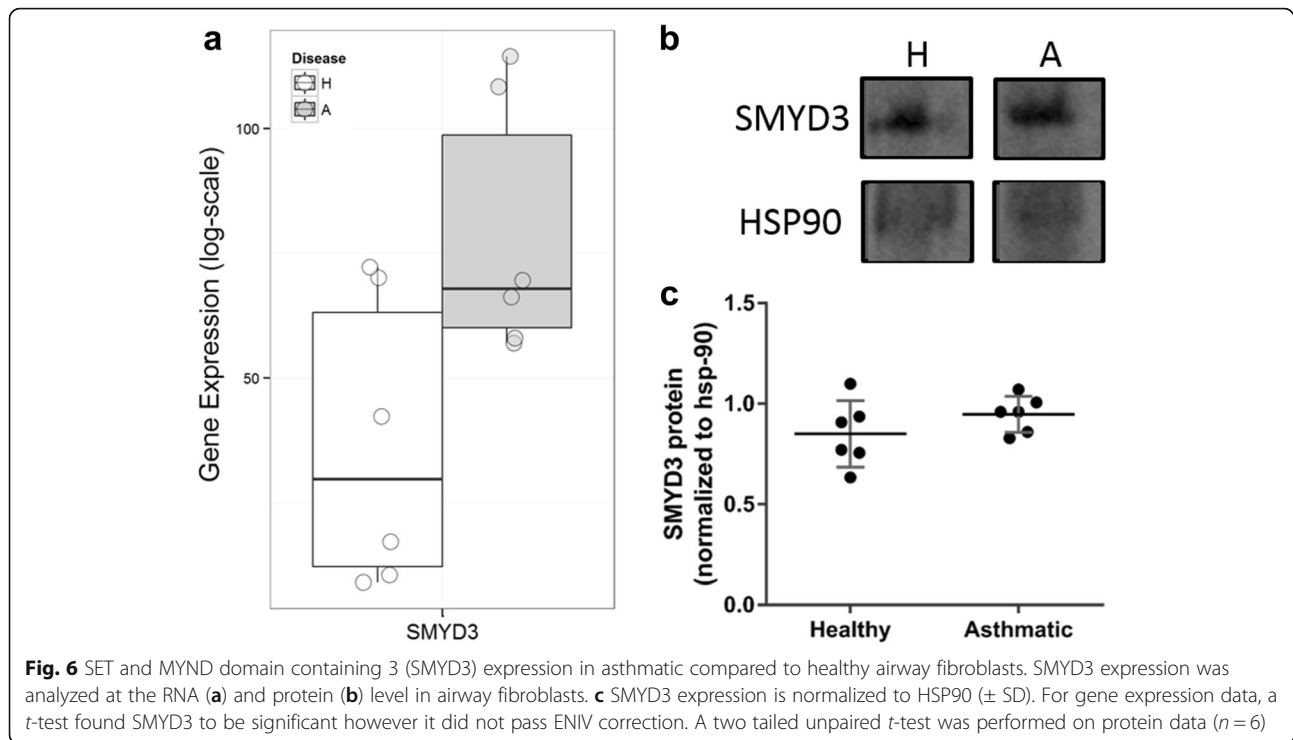 a
Disease
H
A
Gene Expression (log-scale)
100
50
SMYD3
b
H A
SMYD3
HSP90
c
SMYD3 protein
(normalized to hsp-90)
1.5
1.0
0.5
0.0
Healthy Asthmatic
Fig. 6 SET and MYND domain containing 3 (SMYD3) expression in asthmatic compared to healthy airway fibroblasts. SMYD3 expression was
analyzed at the RNA (a) and protein (b) level in airway fibroblasts. c SMYD3 expression is normalized to HSP90 (± SD). For gene expression data, a
t-test found SMYD3 to be significant however it did not pass ENIV correction. A two tailed unpaired t-test was performed on protein data (n = 6)